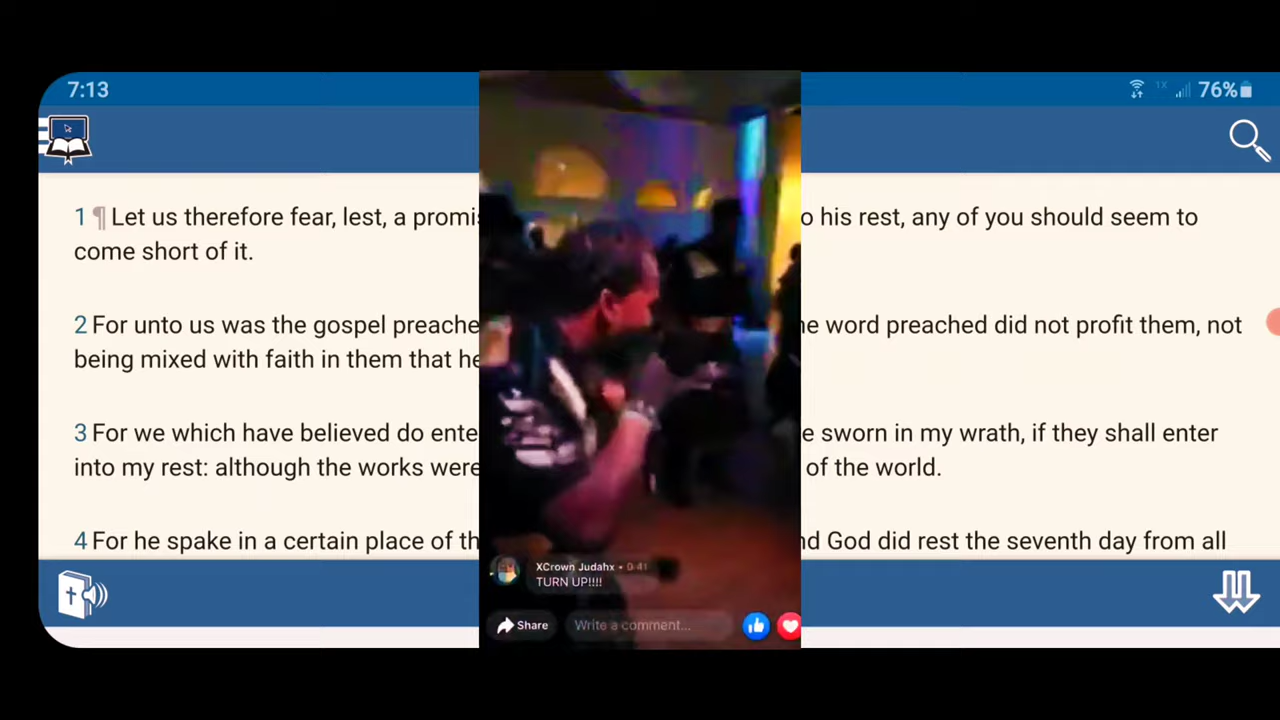 7:13
1X
76%
1 ¶ Let us therefore fear, lest, a promi
o his rest, any of you should seem to
come short of it.
2 For unto us was the gospel preache
e word preached did not profit them, not
being mixed with faith in them that he
3 For we which have believed do ente
e sworn in my wrath, if they shall enter
into my rest: although the works were
of the world.
4 For he spake in a certain place of th
nd God did rest the seventh day from all
XCrown Judahx • 0:41
TURN UP!!!!
Share
Write a comment...